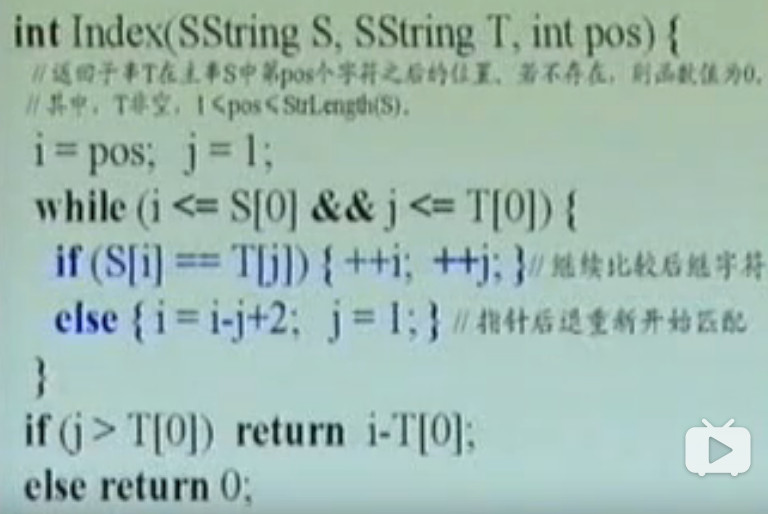 int Index(SString S, SString T, int pos) {
//返回子串T在主串S中第pos个字符之后的位置。若不存在,则函数值为0。
//其中,T非空,1≤pos≤StrLength(S)。
i = pos; j = 1;
while (i <= S[0] && j <= T[0]) {
if (S[i] == T[j]) { ++i; ++j; }//继续比较后继字符
else { i = i-j+2; j = 1; } //指针后退重新开始匹配
}
if (j > T[0]) return i-T[0];
else return 0;